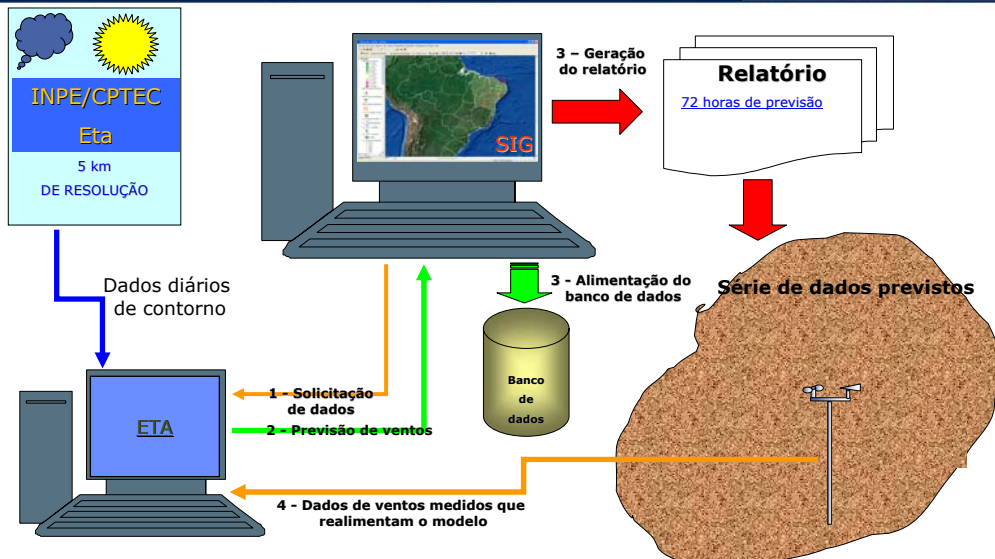 INPE/CPTEC
Eta
5 km
DE RESOLUÇÃO
SIG
3 – Geração
do relatório
Relatório
72 horas de previsão
Dados diários
de contorno
3 - Alimentação do
banco de dados
Série de dados previstos
Banco
de
dados
1 - Solicitação
de dados
2 - Previsão de ventos
ETA
4 - Dados de ventos medidos que
realimentam o modelo